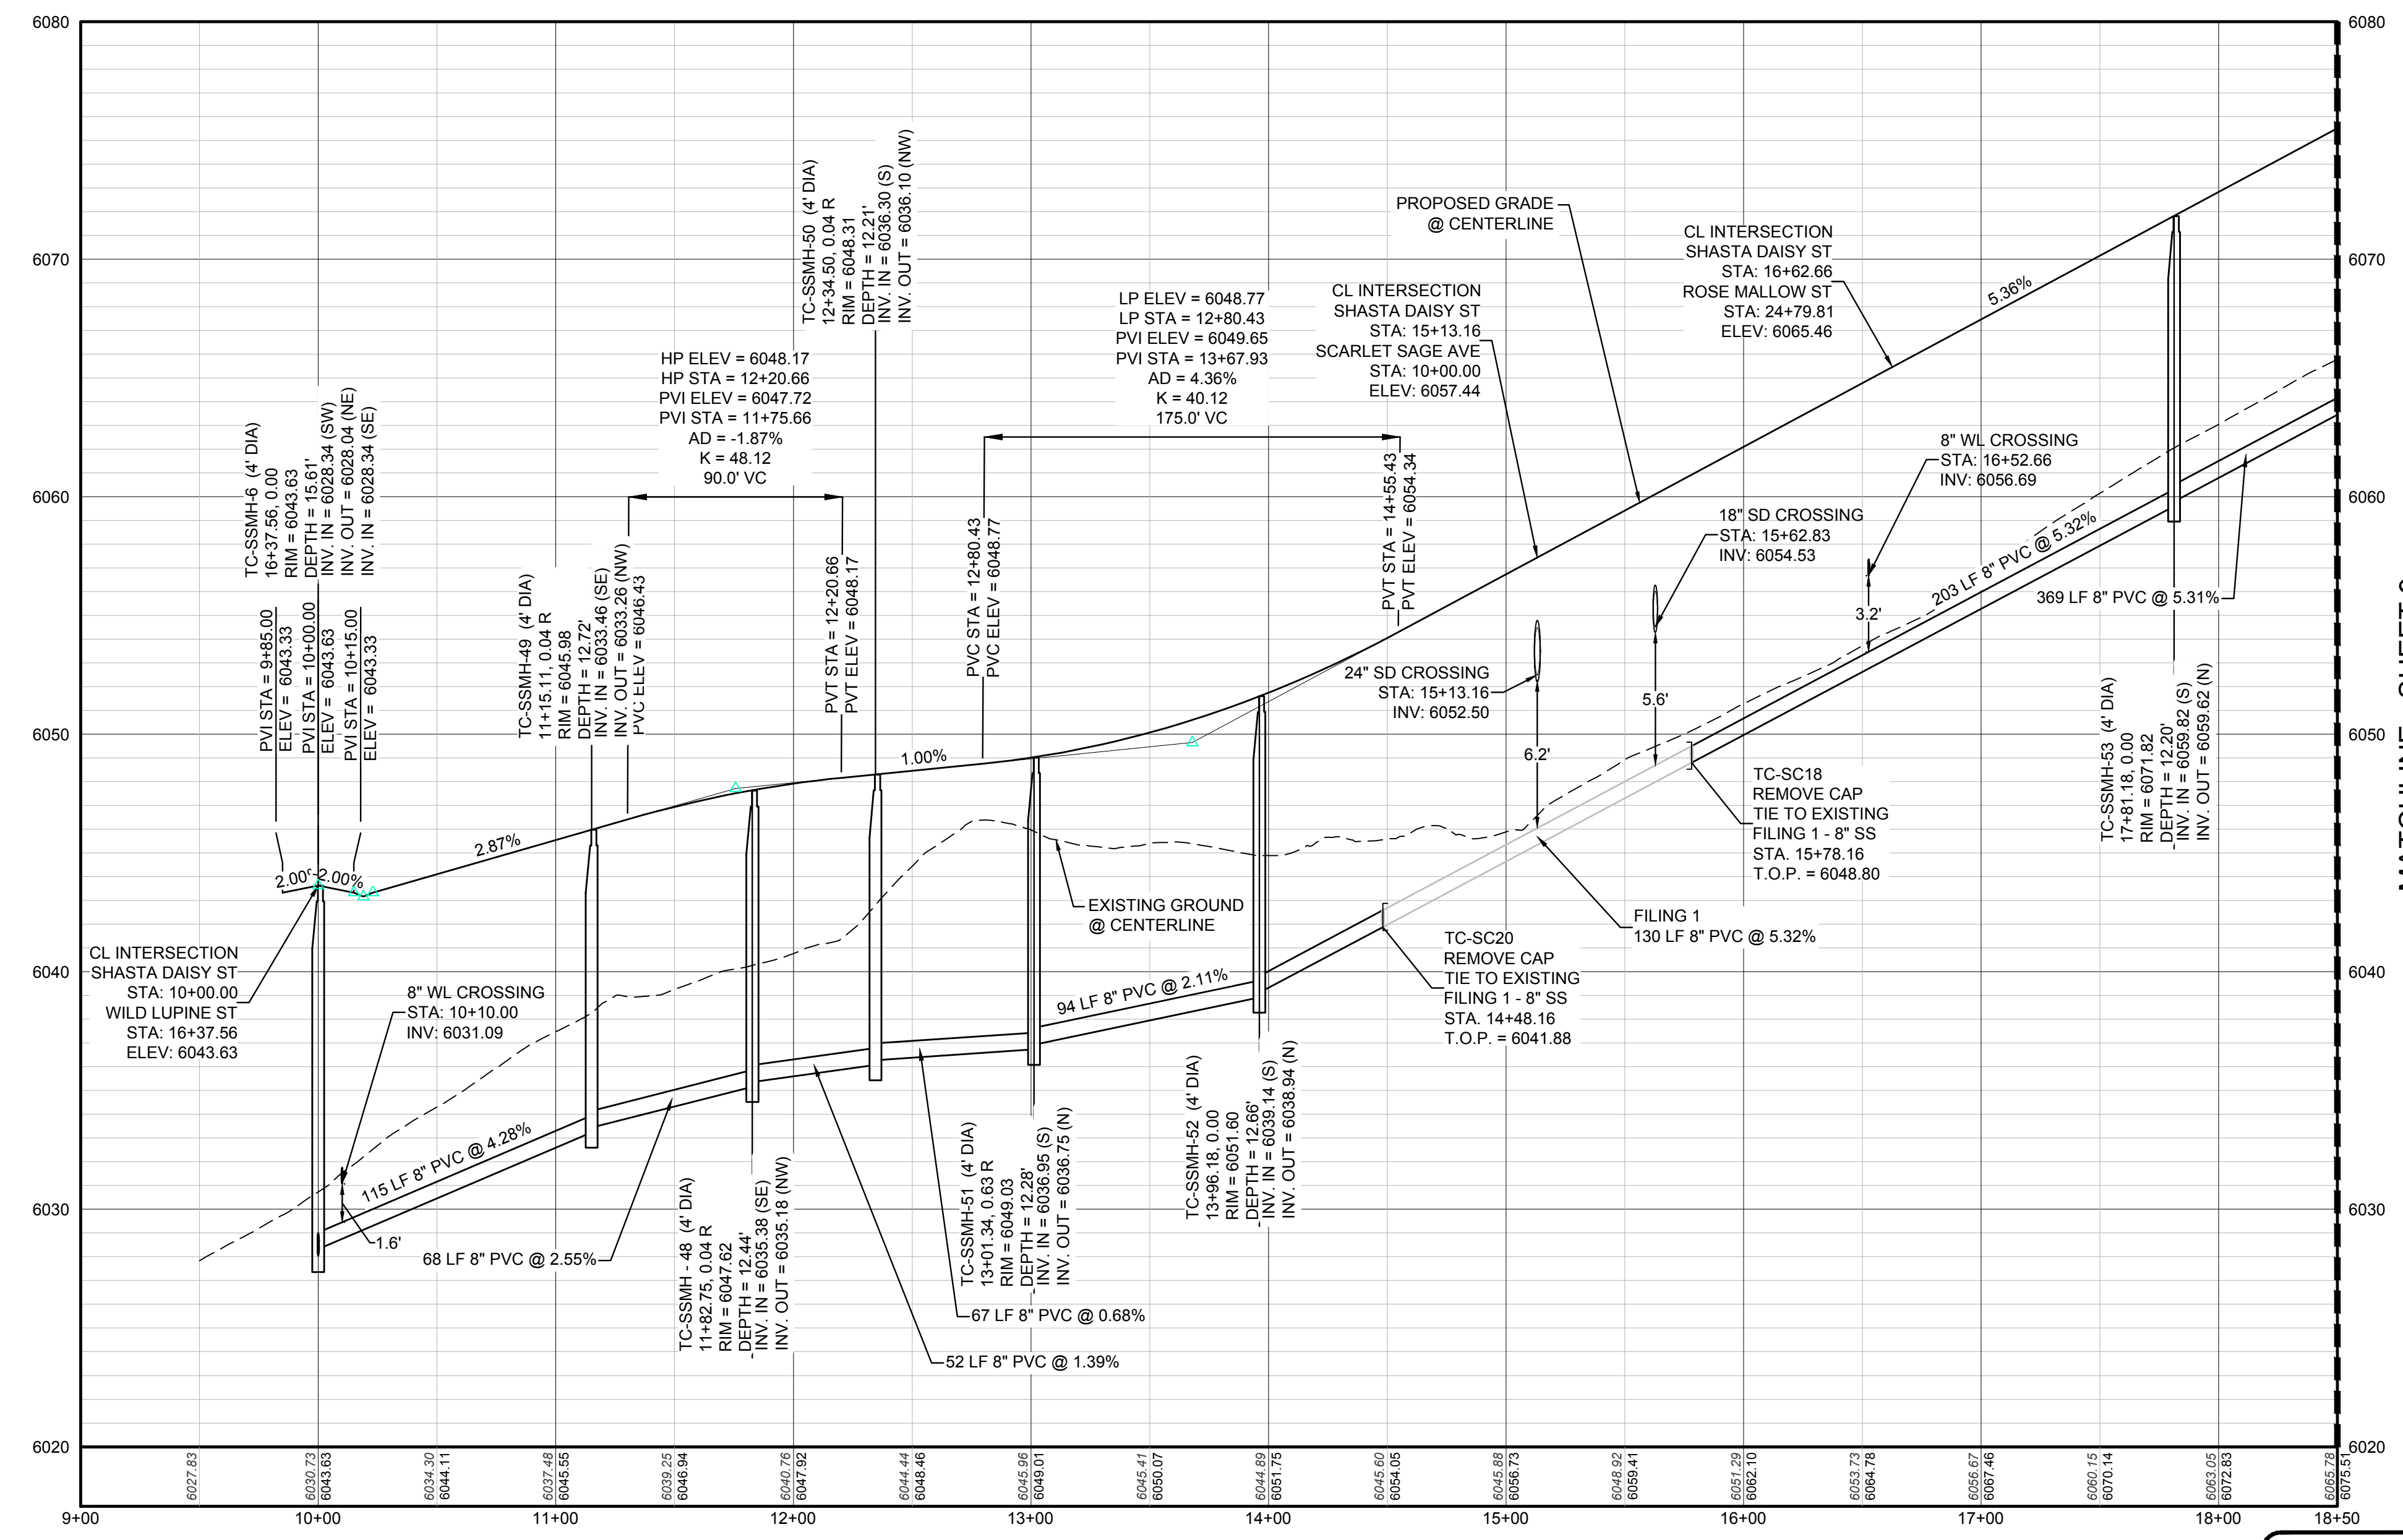 6080
6080
6070
6070
6060
6060
6050
6050
6040
6040
6030
6030
6020
6020
TC-SSMH-6 (4' DIA)
16+37.56, 0.00
RIM = 6043.63
DEPTH = 15.61'
INV. IN = 6028.34 (SW)
INV. OUT = 6028.04 (NE)
INV. IN = 6028.34 (SE)
PVI STA = 9+85.00
ELEV = 6043.33
PVI STA = 10+00.00
ELEV = 6043.63
PVI STA = 10+15.00
ELEV = 6043.33
2.00%
-2.00%
CL INTERSECTION
SHASTA DAISY ST
STA: 10+00.00
WILD LUPINE ST
STA: 16+37.56
ELEV: 6043.63
8" WL CROSSING
STA: 10+10.00
INV: 6031.09
1.6'
115 LF 8" PVC @ 4.28%
2.87%
TC-SSMH-49 (4' DIA)
11+15.11, 0.04 R
RIM = 6045.98
DEPTH = 12.72'
INV. IN = 6033.46 (SE)
INV. OUT = 6033.26 (NW)
PVC ELEV = 6046.43
HP ELEV = 6048.17
HP STA = 12+20.66
PVI ELEV = 6047.72
PVI STA = 11+75.66
AD = -1.87%
K = 48.12
90.0' VC
PVT STA = 12+20.66
PVT ELEV = 6048.17
68 LF 8" PVC @ 2.55%
TC-SSMH - 48 (4' DIA)
11+82.75, 0.04 R
RIM = 6047.62
DEPTH = 12.44'
INV. IN = 6035.38 (SE)
INV. OUT = 6035.18 (NW)
TC-SSMH-50 (4' DIA)
12+34.50, 0.04 R
RIM = 6048.31
DEPTH = 12.21'
INV. IN = 6036.30 (S)
INV. OUT = 6036.10 (NW)
1.00%
PVC STA = 12+80.43
PVC ELEV = 6048.77
LP ELEV = 6048.77
LP STA = 12+80.43
PVI ELEV = 6049.65
PVI STA = 13+67.93
AD = 4.36%
K = 40.12
175.0' VC
PVT STA = 14+55.43
PVT ELEV = 6054.34
EXISTING GROUND
@ CENTERLINE
94 LF 8" PVC @ 2.11%
TC-SSMH-51 (4' DIA)
13+01.34, 0.63 R
RIM = 6049.03
DEPTH = 12.28'
INV. IN = 6036.95 (S)
INV. OUT = 6036.75 (N)
67 LF 8" PVC @ 0.68%
52 LF 8" PVC @ 1.39%
TC-SSMH-52 (4' DIA)
13+96.18, 0.00
RIM = 6051.60
DEPTH = 12.66'
INV. IN = 6039.14 (S)
INV. OUT = 6038.94 (N)
PROPOSED GRADE
@ CENTERLINE
CL INTERSECTION
SHASTA DAISY ST
STA: 15+13.16
SCARLET SAGE AVE
STA: 10+00.00
ELEV: 6057.44
CL INTERSECTION
SHASTA DAISY ST
STA: 16+62.66
ROSE MALLOW ST
STA: 24+79.81
ELEV: 6065.46
5.36%
24" SD CROSSING
STA: 15+13.16
INV: 6052.50
6.2'
18" SD CROSSING
STA: 15+62.83
INV: 6054.53
5.6'
8" WL CROSSING
STA: 16+52.66
INV: 6056.69
3.2'
203 LF 8" PVC @ 5.32%
369 LF 8" PVC @ 5.31%
TC-SC18
REMOVE CAP
TIE TO EXISTING
FILING 1 - 8" SS
STA. 15+78.16
T.O.P. = 6048.80
FILING 1
130 LF 8" PVC @ 5.32%
TC-SC20
REMOVE CAP
TIE TO EXISTING
FILING 1 - 8" SS
STA. 14+48.16
T.O.P. = 6041.88
TC-SSMH-53 (4' DIA)
17+81.18, 0.00
RIM = 6071.82
DEPTH = 12.20'
INV. IN = 6059.82 (S)
INV. OUT = 6059.62 (N)
6027.83
6030.73
6043.63
6034.30
6044.11
6037.48
6045.55
6039.25
6046.94
6040.76
6047.92
6044.44
6048.46
6045.96
6049.01
6045.41
6050.07
6044.89
6051.75
6045.60
6054.05
6045.88
6056.73
6048.92
6059.41
6051.29
6062.10
6053.73
6064.78
6056.67
6067.46
6060.15
6070.14
6063.05
6072.83
6065.78
6075.51
9+00
10+00
11+00
12+00
13+00
14+00
15+00
16+00
17+00
18+00
18+50